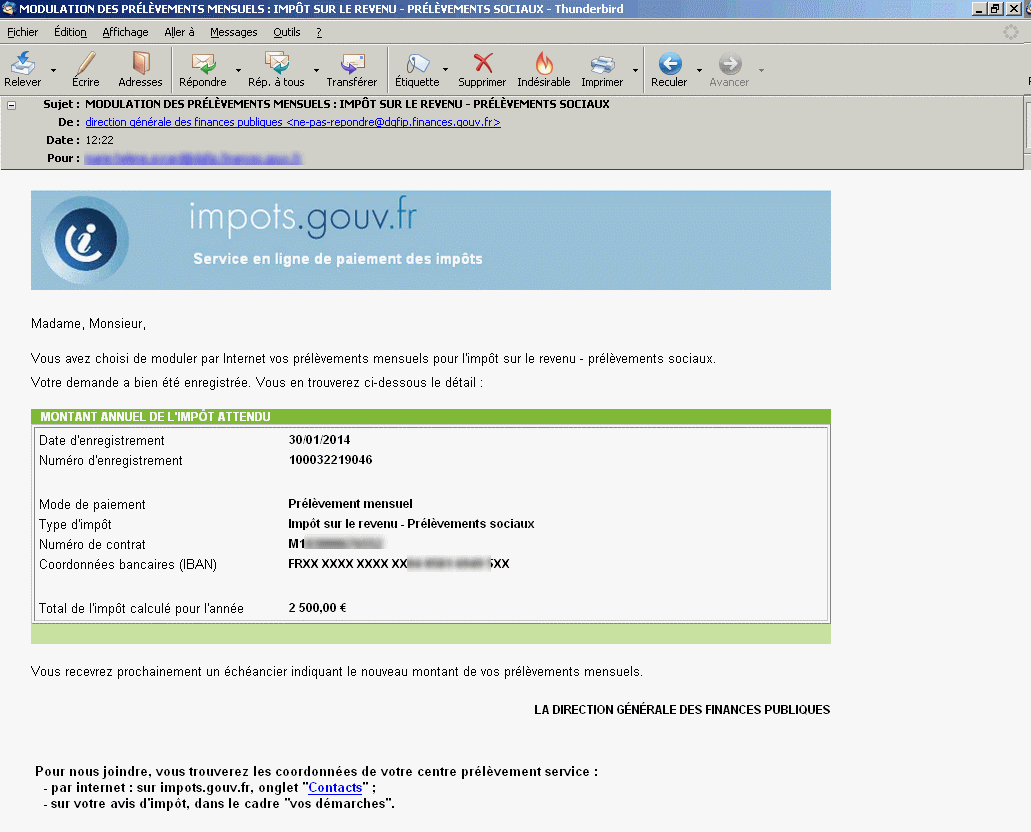 MODULATION DES PRÉLÈVEMENTS MENSUELS : IMPÔT SUR LE REVENU - PRÉLÈVEMENTS SOCIAUX - Thunderbird
Fichier Édition Affichage Aller à Messages Outils ?
Relever Écrire Adresses Répondre Rép. à tous Transférer Étiquette Supprimer Indésirable Imprimer Reculer Avancer
Sujet : MODULATION DES PRÉLÈVEMENTS MENSUELS : IMPÔT SUR LE REVENU - PRÉLÈVEMENTS SOCIAUX
De : direction générale des finances publiques <ne-pas-repondre@dgfip.finances.gouv.fr>
Date : 12:22
Pour :
impots.gouv.fr
Service en ligne de paiement des impôts
Madame, Monsieur,
Vous avez choisi de moduler par Internet vos prélèvements mensuels pour l'impôt sur le revenu - prélèvements sociaux.
Votre demande a bien été enregistrée. Vous en trouverez ci-dessous le détail :
MONTANT ANNUEL DE L'IMPÔT ATTENDU
Date d'enregistrement 30/01/2014
Numéro d'enregistrement 100032219046
Mode de paiement Prélèvement mensuel
Type d'impôt Impôt sur le revenu - Prélèvements sociaux
Numéro de contrat M1
Coordonnées bancaires (IBAN) FRXX XXXX XXXX XX XX
Total de l'impôt calculé pour l'année 2 500,00 €
Vous recevrez prochainement un échéancier indiquant le nouveau montant de vos prélèvements mensuels.
LA DIRECTION GÉNÉRALE DES FINANCES PUBLIQUES
Pour nous joindre, vous trouverez les coordonnées de votre centre prélèvement service :
- par internet : sur impots.gouv.fr, onglet "Contacts" ;
- sur votre avis d'impôt, dans le cadre "vos démarches".